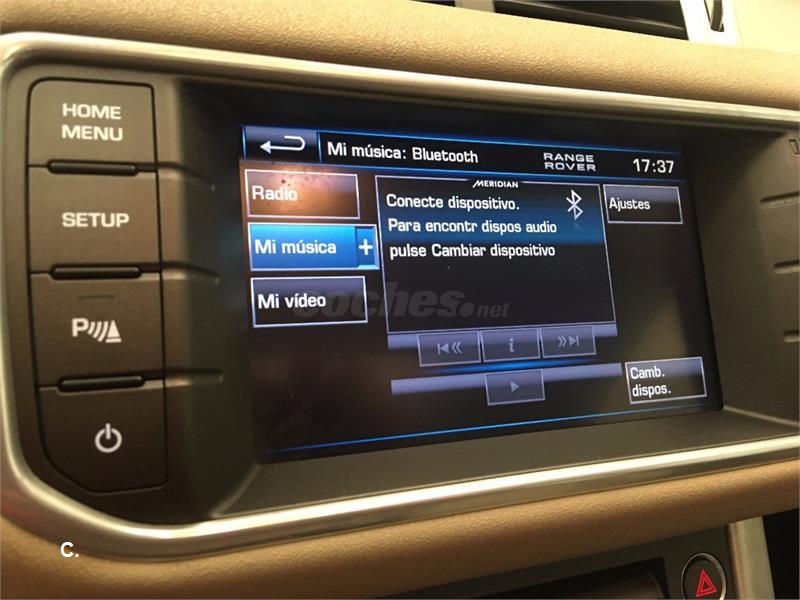 HOME
MENU
SETUP
P
Mi música: Bluetooth
RANGE
ROVER
17:37
Radio
Mi música +
Mi vídeo
MERIDIAN
Conecte dispositivo.
Para encontr dispos audio
pulse Cambiar dispositivo
Ajustes
i
Camb.
dispos.
coches.net
C.